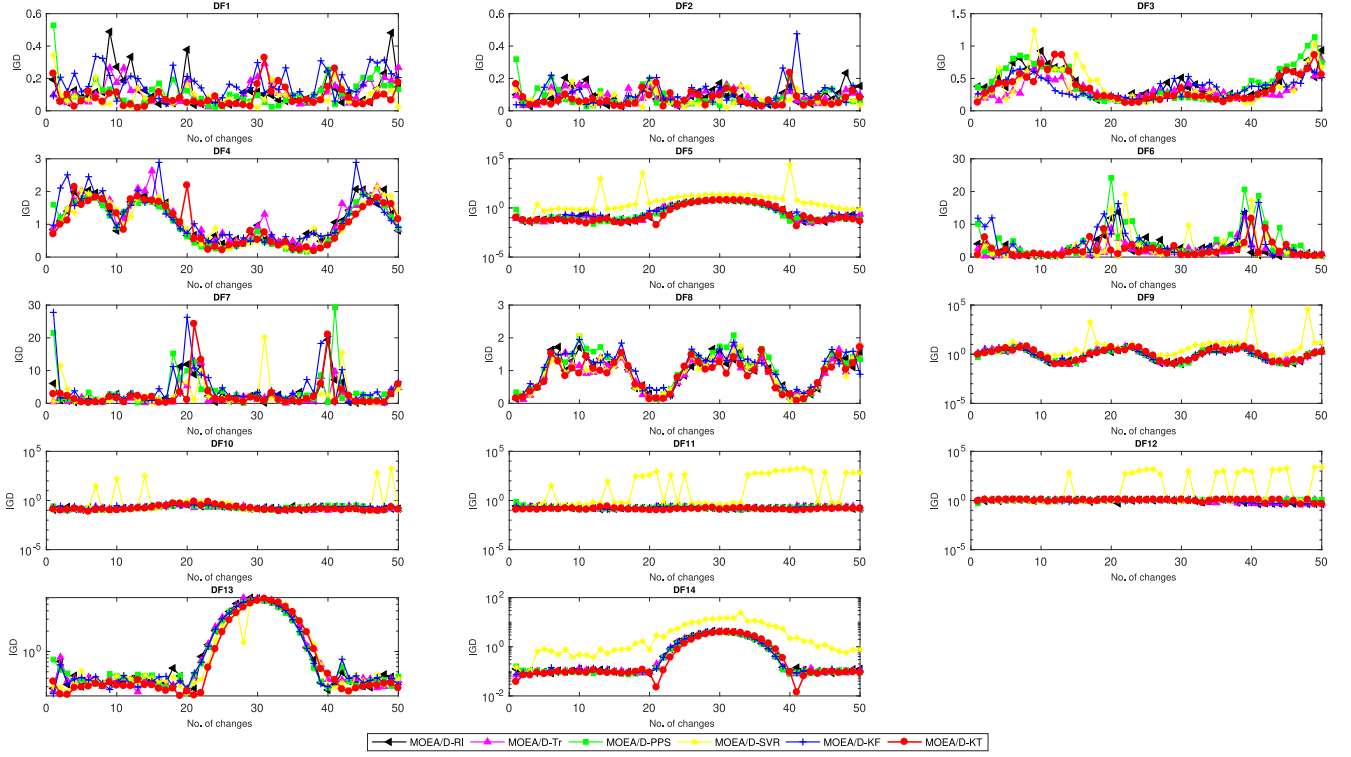 DF1
DF2
DF3
0.6
0.4
0.2
0
IGD
0 10 20 30 40 50
No. of changes
0.6
0.4
0.2
0
IGD
0 10 20 30 40 50
No. of changes
1.5
1
0.5
0
IGD
0 10 20 30 40 50
No. of changes
DF4
DF5
DF6
3
2
1
0
IGD
0 10 20 30 40 50
No. of changes
10^5
10^0
10^-5
IGD
0 10 20 30 40 50
No. of changes
30
20
10
0
IGD
0 10 20 30 40 50
No. of changes
DF7
DF8
DF9
30
20
10
0
IGD
0 10 20 30 40 50
No. of changes
3
2
1
0
IGD
0 10 20 30 40 50
No. of changes
10^5
10^0
10^-5
IGD
0 10 20 30 40 50
No. of changes
DF10
DF11
DF12
10^5
10^0
10^-5
IGD
0 10 20 30 40 50
No. of changes
10^5
10^0
10^-5
IGD
0 10 20 30 40 50
No. of changes
10^5
10^0
10^-5
IGD
0 10 20 30 40 50
No. of changes
DF13
DF14
10^0
IGD
0 10 20 30 40 50
No. of changes
10^2
10^0
10^-2
IGD
0 10 20 30 40 50
No. of changes
MOEA/D-RI MOEA/D-Tr MOEA/D-PPS MOEA/D-SVR MOEA/D-KF MOEA/D-KT